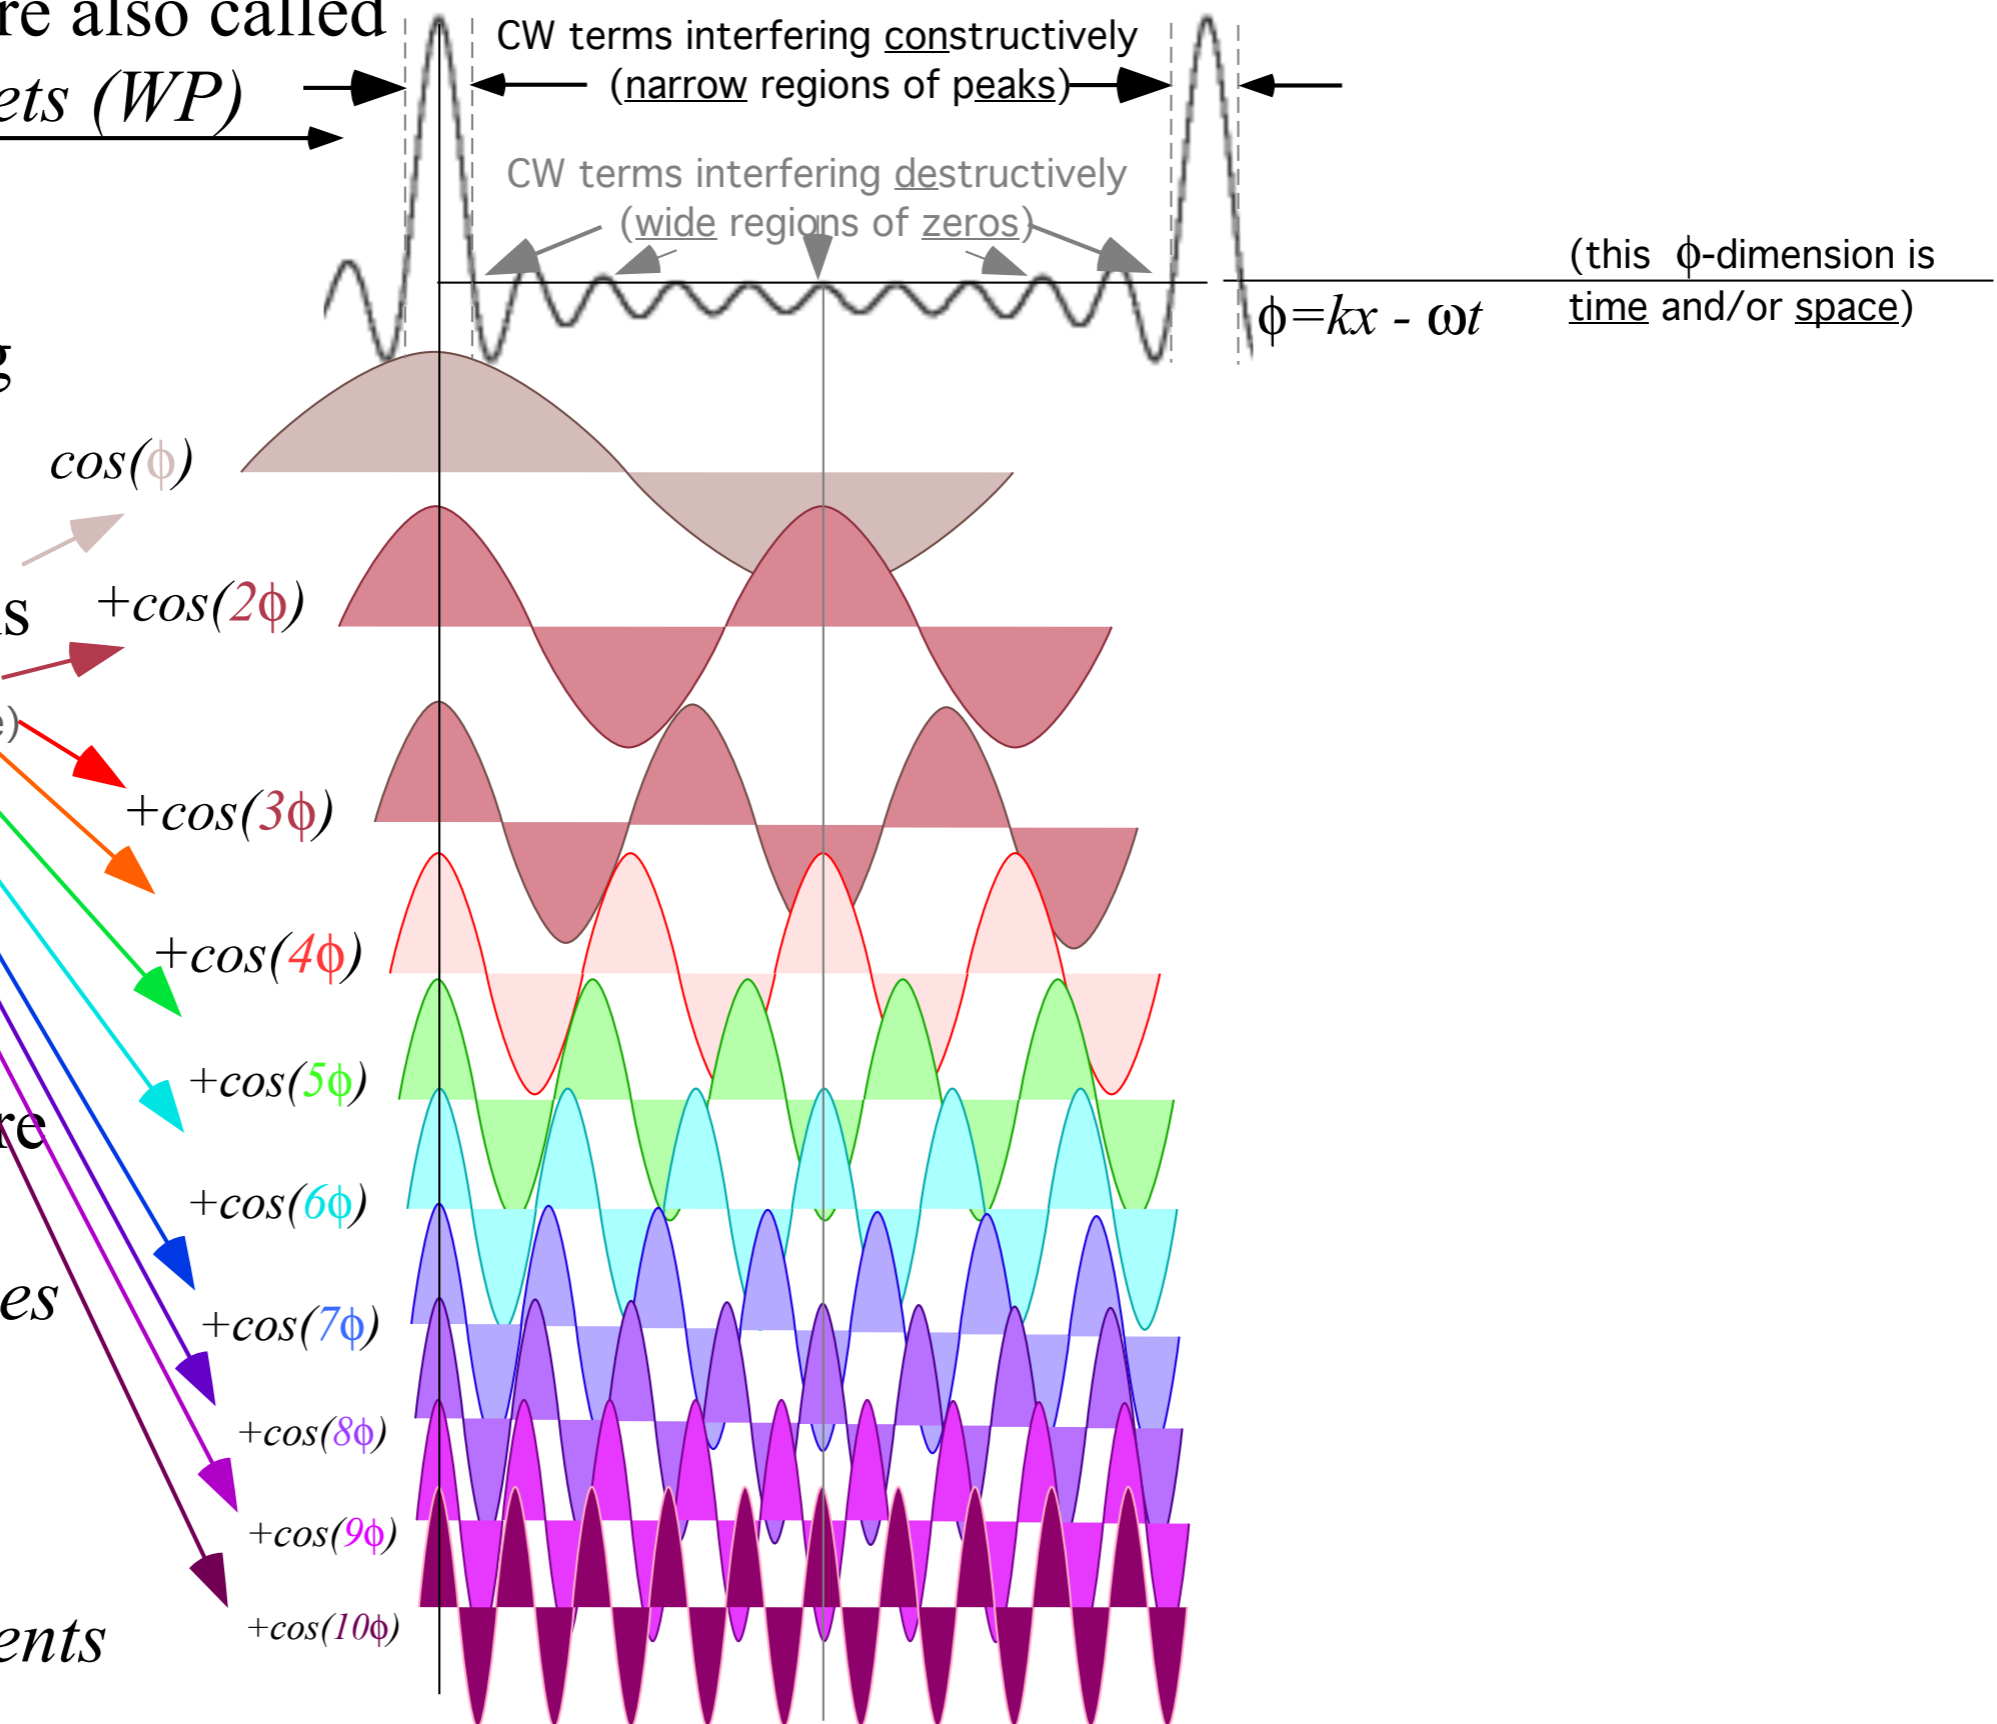 re also called
CW terms interfering constructively
ets (WP)
(narrow regions of peaks)
CW terms interfering destructively
(wide regions of zeros)
(this ϕ-dimension is
ϕ=kx - ωt
time and/or space)
g
cos(ϕ)
is
+cos(2ϕ)
e)
+cos(3ϕ)
+cos(4ϕ)
+cos(5ϕ)
re
+cos(6ϕ)
es
+cos(7ϕ)
+cos(8ϕ)
+cos(9ϕ)
ents
+cos(10ϕ)